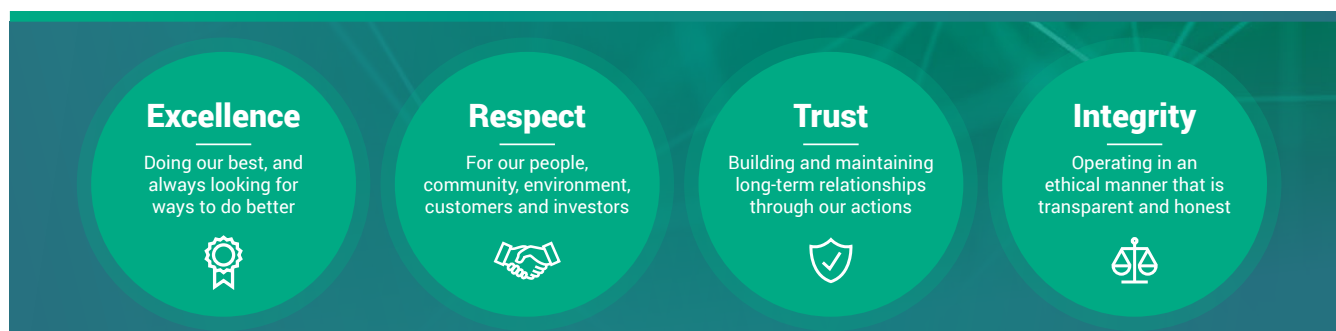 Excellence
Doing our best, and
always looking for
ways to do better
Respect
For our people,
community, environment,
customers and investors
Trust
Building and maintaining
long-term relationships
through our actions
Integrity
Operating in an
ethical manner that is
transparent and honest